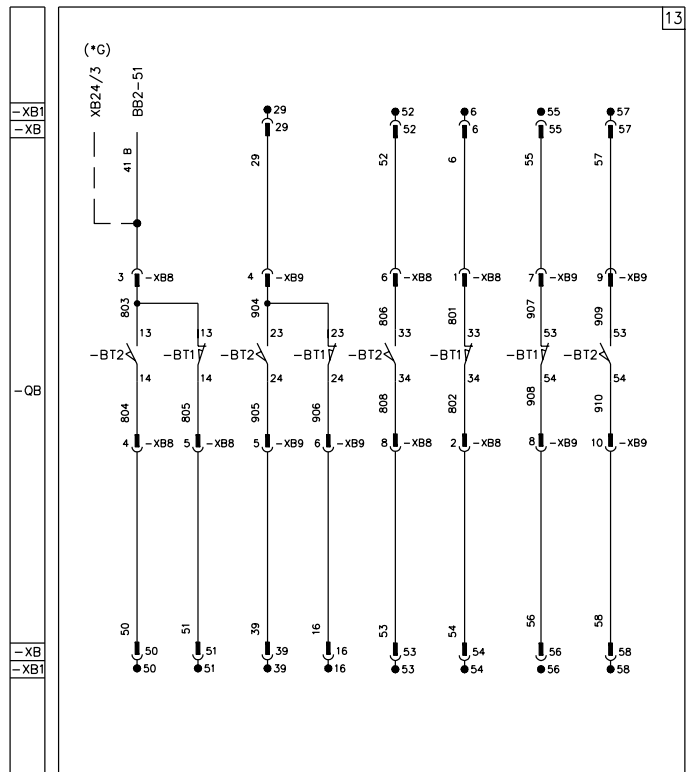 13
(*G)
XB24/3
BB2-51
-XB1
-XB
29 52 6 55 57
29 52 6 55 57
41 B
29 52 6 55 57
3 -XB8 4 -XB9 6 -XB8 1 -XB8 7 -XB9 9 -XB9
803 904 806 801 907 909
13 13 23 23 33 33 53 53
-BT2 -BT1 -BT2 -BT1 -BT2 -BT1 -BT1 -BT2
14 14 24 24 34 34 54 54
-QB
804 805 905 906 808 802 908 910
4 -XB8 5 -XB8 5 -XB9 6 -XB9 8 -XB8 2 -XB8 8 -XB9 10 -XB9
50 51 39 16 53 54 56 58
-XB
50 51 39 16 53 54 56 58
-XB1
50 51 39 16 53 54 56 58